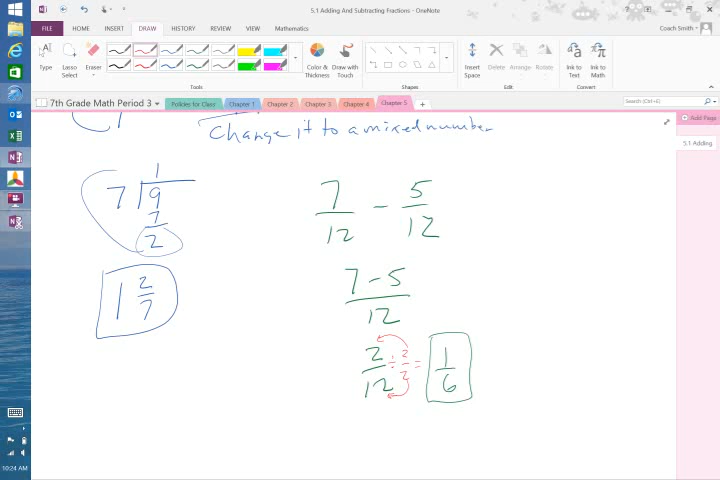 5.1 Adding And Subtracting Fractions - OneNote
Coach Smith
FILE HOME INSERT DRAW HISTORY REVIEW VIEW Mathematics
Type
Lasso Select
Eraser
Color & Thickness
Draw with Touch
Insert Space
Delete Arrange Rotate
Ink to Text
Ink to Math
Tools Shapes Edit Convert
7th Grade Math Period 3 Policies for Class Chapter 1 Chapter 2 Chapter 3 Chapter 4 Chapter 5
Search (Ctrl+E)
Add Page
5.1 Adding
Change it to a mixed number
1
7 9
7
2
1 2/7
7/12 - 5/12
7-5
12
2/12 ÷ 2/2 = 1/6
10:24 AM